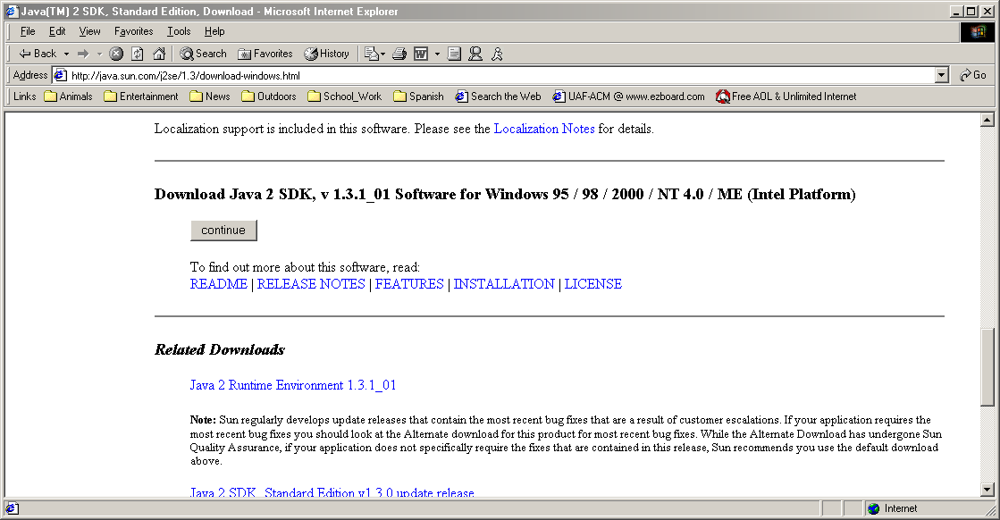 Java(TM) 2 SDK, Standard Edition, Download - Microsoft Internet Explorer
File Edit View Favorites Tools Help
Back Search Favorites History
Address http://java.sun.com/j2se/1.3/download-windows.html Go
Links Animals Entertainment News Outdoors School_Work Spanish Search the Web UAF-ACM @ www.ezboard.com Free AOL & Unlimited Internet
Localization support is included in this software. Please see the Localization Notes for details.
Download Java 2 SDK, v 1.3.1_01 Software for Windows 95 / 98 / 2000 / NT 4.0 / ME (Intel Platform)
continue
To find out more about this software, read:
README | RELEASE NOTES | FEATURES | INSTALLATION | LICENSE
Related Downloads
Java 2 Runtime Environment 1.3.1_01
Note: Sun regularly develops update releases that contain the most recent bug fixes that are a result of customer escalations. If your application requires the
most recent bug fixes you should look at the Alternate download for this product for most recent bug fixes. While the Alternate Download has undergone Sun
Quality Assurance, if your application does not specifically require the fixes that are contained in this release, Sun recommends you use the default download
above.
Java 2 SDK, Standard Edition v1.3.0 update release
Internet